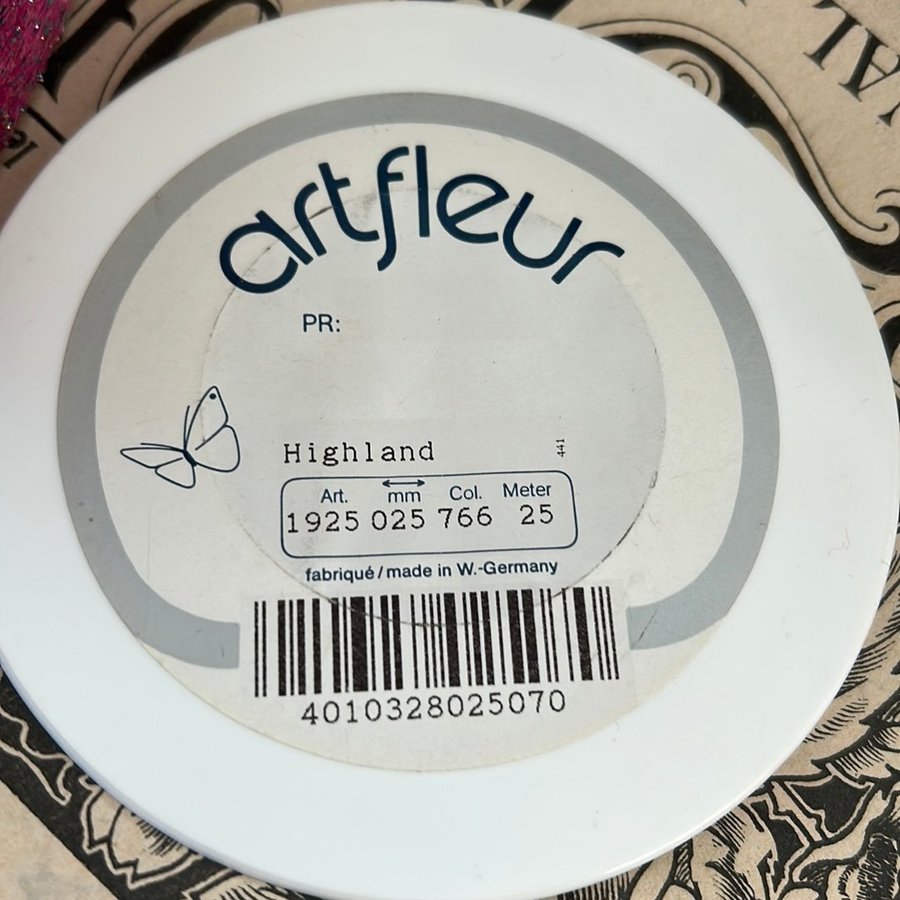 artfleur
PR:
Highland
441
Art. mm Col. Meter
1925 025 766 25
fabriqué / made in W.-Germany
4010328025070